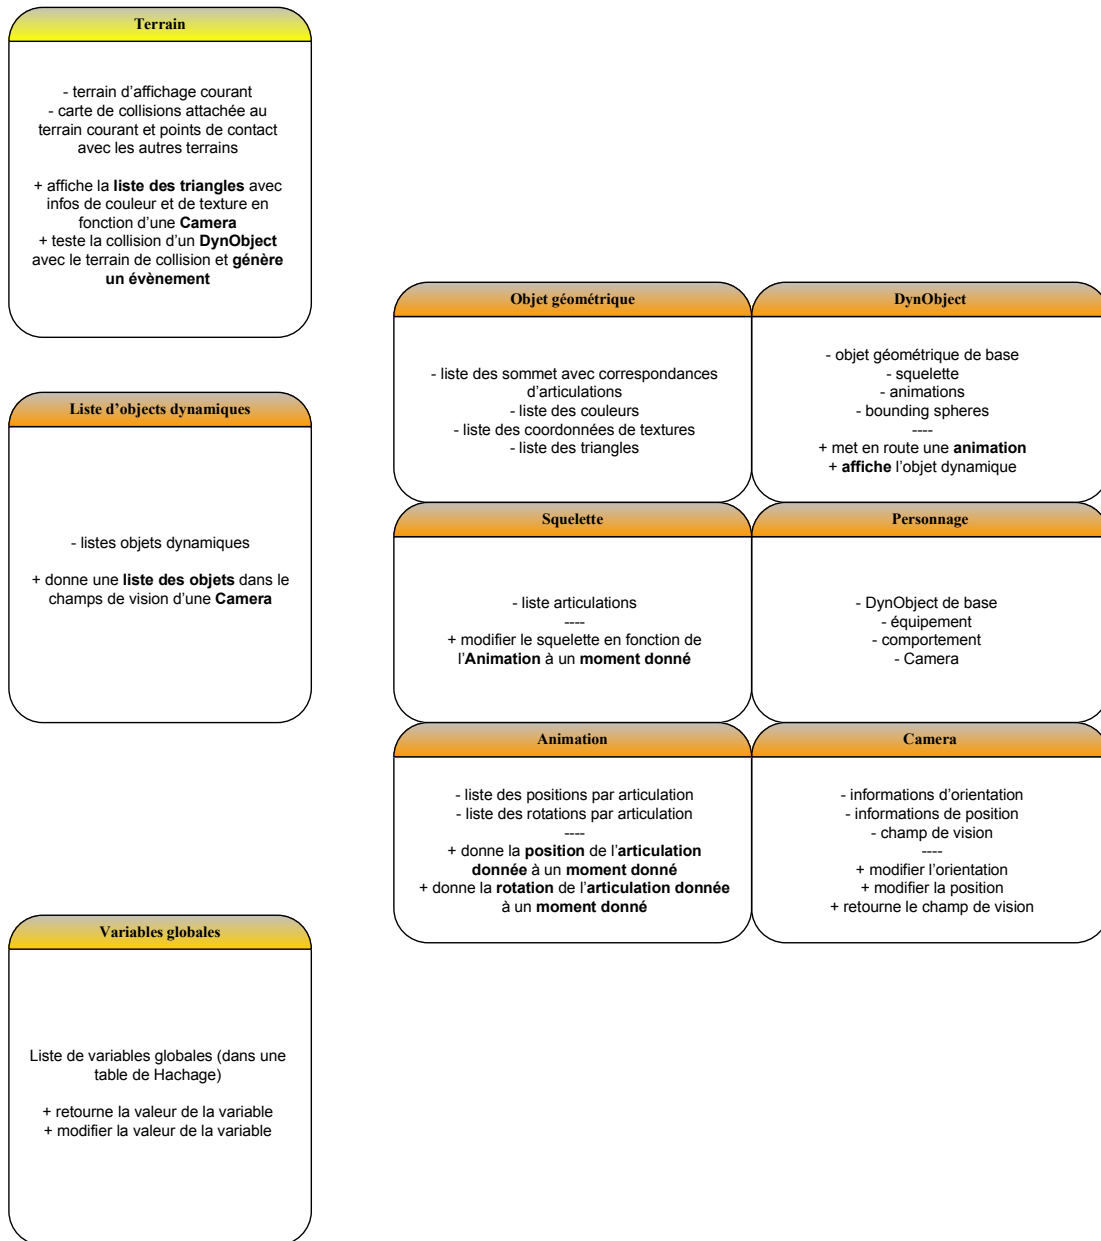 Terrain
- terrain d'affichage courant
- carte de collisions attachée au
terrain courant et points de contact
avec les autres terrains
+ affiche la liste des triangles avec
infos de couleur et de texture en
fonction d'une Camera
+ teste la collision d'un DynObject
avec le terrain de collision et génère
un évènement
Liste d'objects dynamiques
- listes objets dynamiques
+ donne une liste des objets dans le
champs de vision d'une Camera
Variables globales
Liste de variables globales (dans une
table de Hachage)
+ retourne la valeur de la variable
+ modifier la valeur de la variable
Objet géométrique
- liste des sommet avec correspondances
d'articulations
- liste des couleurs
- liste des coordonnées de textures
- liste des triangles
DynObject
- objet géométrique de base
- squelette
- animations
- bounding spheres
----
+ met en route une animation
+ affiche l'objet dynamique
Squelette
- liste articulations
----
+ modifier le squelette en fonction de
l'Animation à un moment donné
Personnage
- DynObject de base
- équipement
- comportement
- Camera
Animation
- liste des positions par articulation
- liste des rotations par articulation
----
+ donne la position de l'articulation
donnée à un moment donné
+ donne la rotation de l'articulation donnée
à un moment donné
Camera
- informations d'orientation
- informations de position
- champ de vision
----
+ modifier l'orientation
+ modifier la position
+ retourne le champ de vision